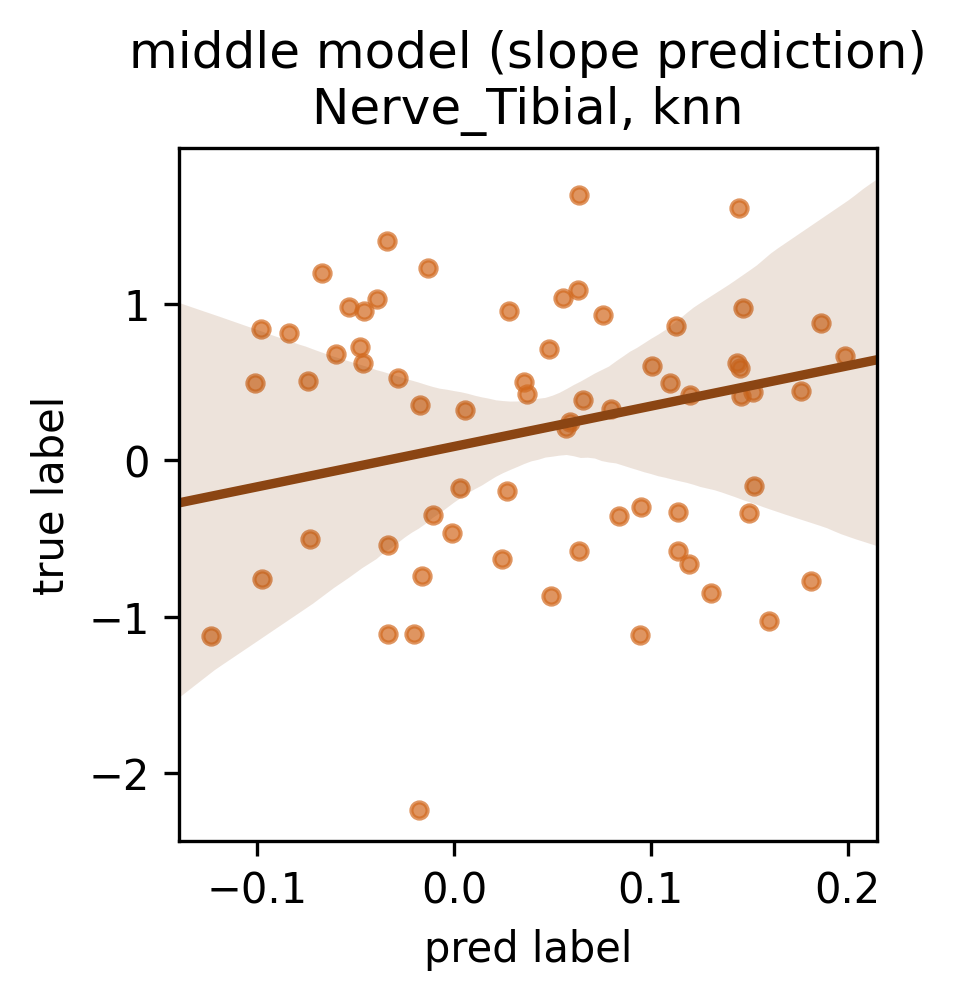 middle model (slope prediction)
Nerve_Tibial, knn
1
0
−1
−2
true label
−0.1 0.0 0.1 0.2
pred label